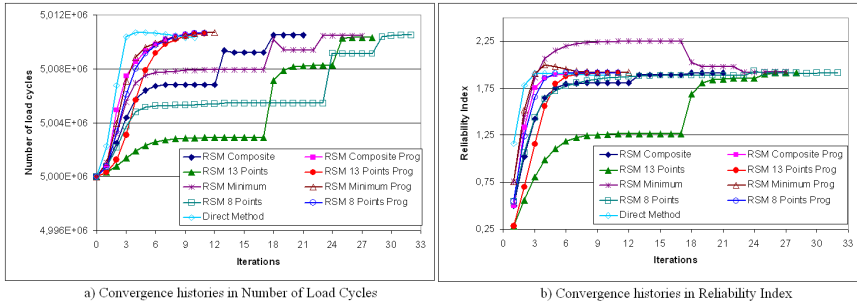 5,012E+06
5,008E+06
5,004E+06
5,000E+06
4,996E+06
Number of load cycles
0 3 6 9 12 15 18 21 24 27 30 33
Iterations
RSM Composite
RSM Composite Prog
RSM 13 Points
RSM 13 Points Prog
RSM Minimum
RSM Minimum Prog
RSM 8 Points
RSM 8 Points Prog
Direct Method
a) Convergence histories in Number of Load Cycles
2,25
1,75
1,25
0,75
0,25
Reliability Index
0 3 6 9 12 15 18 21 24 27 30 33
Iterations
RSM Composite
RSM Composite Prog
RSM 13 Points
RSM 13 Points Prog
RSM Minimum
RSM Minimum Prog
RSM 8 Points
RSM 8 Points Prog
Direct Method
b) Convergence histories in Reliability Index